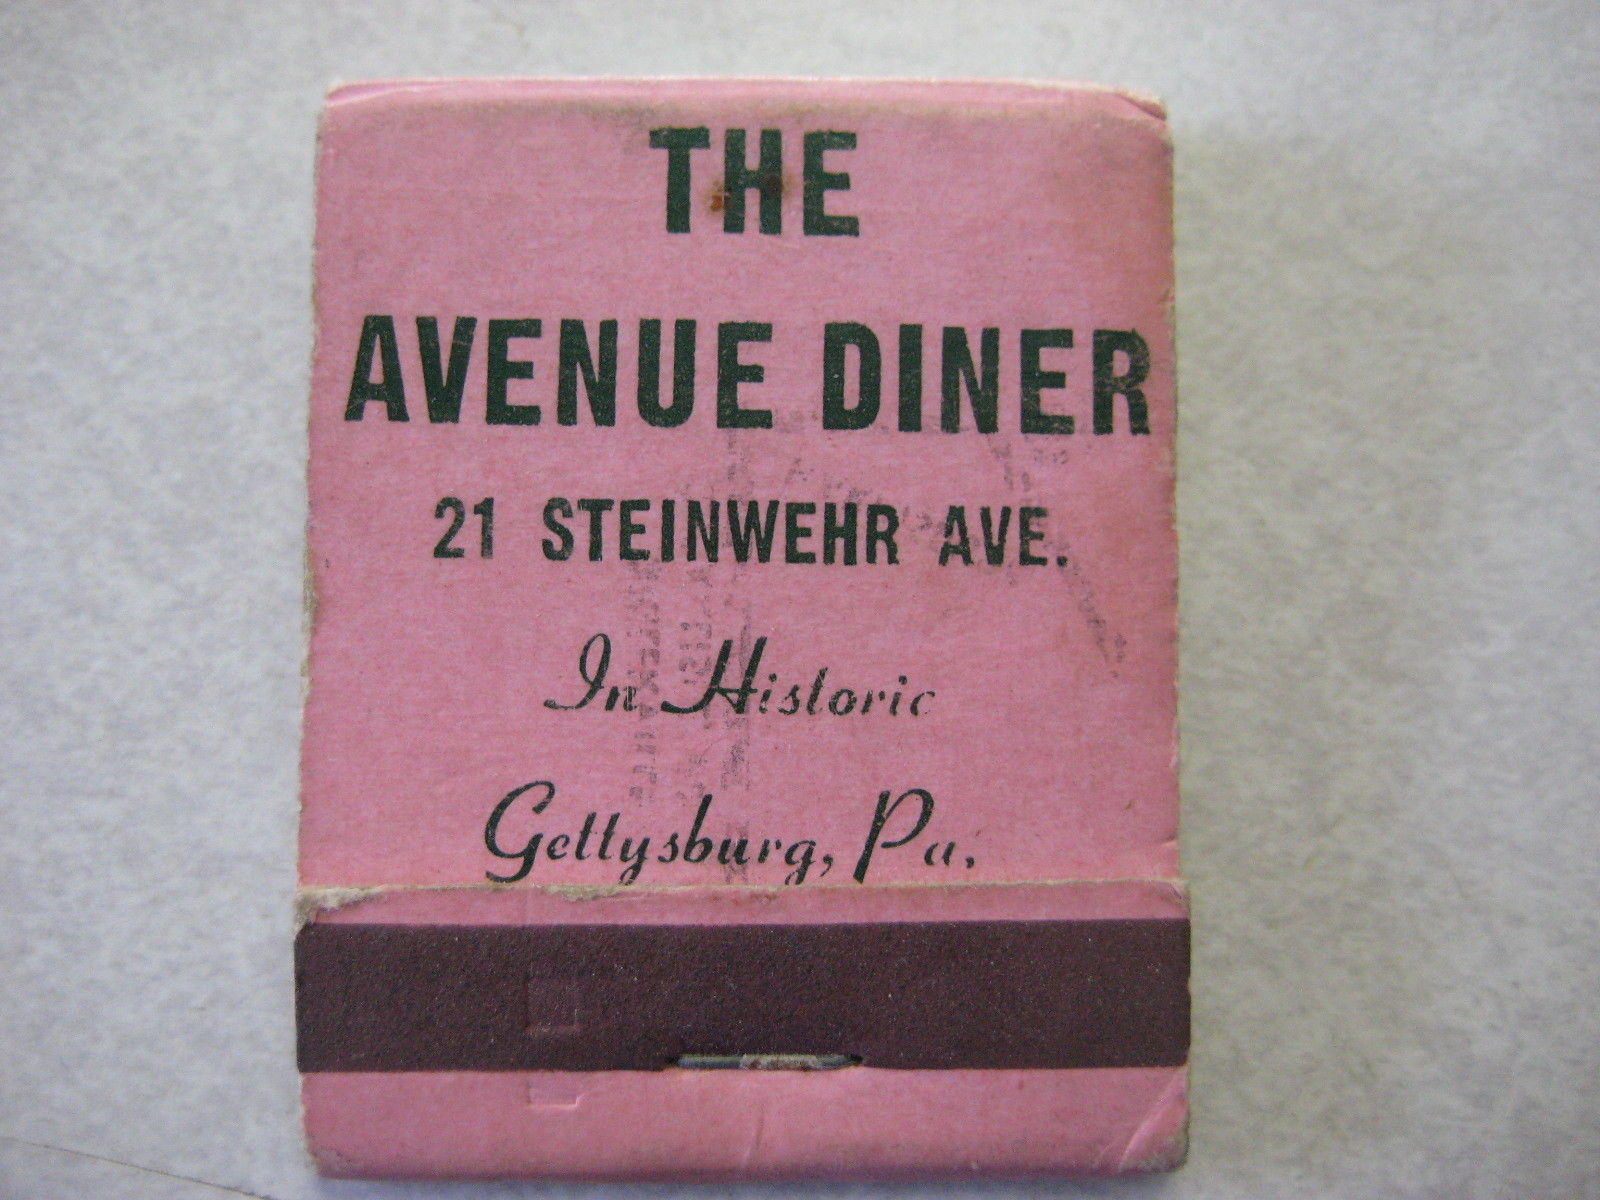 THE
AVENUE DINER
21 STEINWEHR AVE.
In Historic
Gettysburg, Pa.